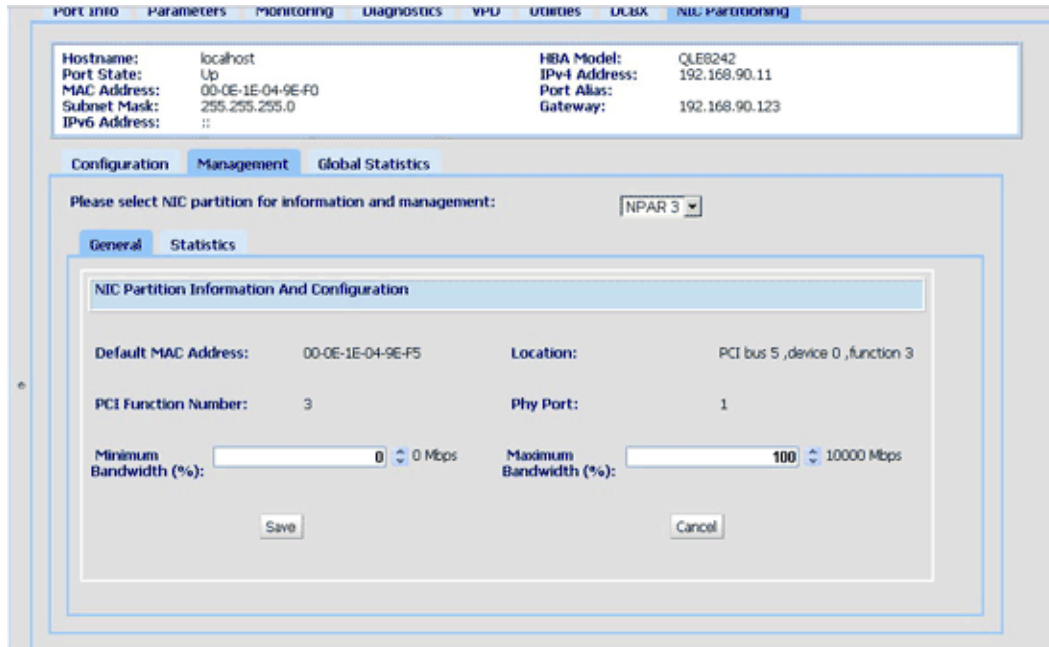 Port Info Parameters Monitoring Diagnostics VPD Utilities DCBX NIC Partitioning
Hostname: localhost HBA Model: QLE8242
Port State: Up IPv4 Address: 192.168.90.11
MAC Address: 00-0E-1E-04-9E-F0 Port Alias:
Subnet Mask: 255.255.255.0 Gateway: 192.168.90.123
IPv6 Address: ::
Configuration Management Global Statistics
Please select NIC partition for information and management: NPAR 3
General Statistics
NIC Partition Information And Configuration
Default MAC Address: 00-0E-1E-04-9E-F5 Location: PCI bus 5 ,device 0 ,function 3
PCI Function Number: 3 Phy Port: 1
Minimum Bandwidth (%): 0 0 Mbps Maximum Bandwidth (%): 100 10000 Mbps
Save Cancel